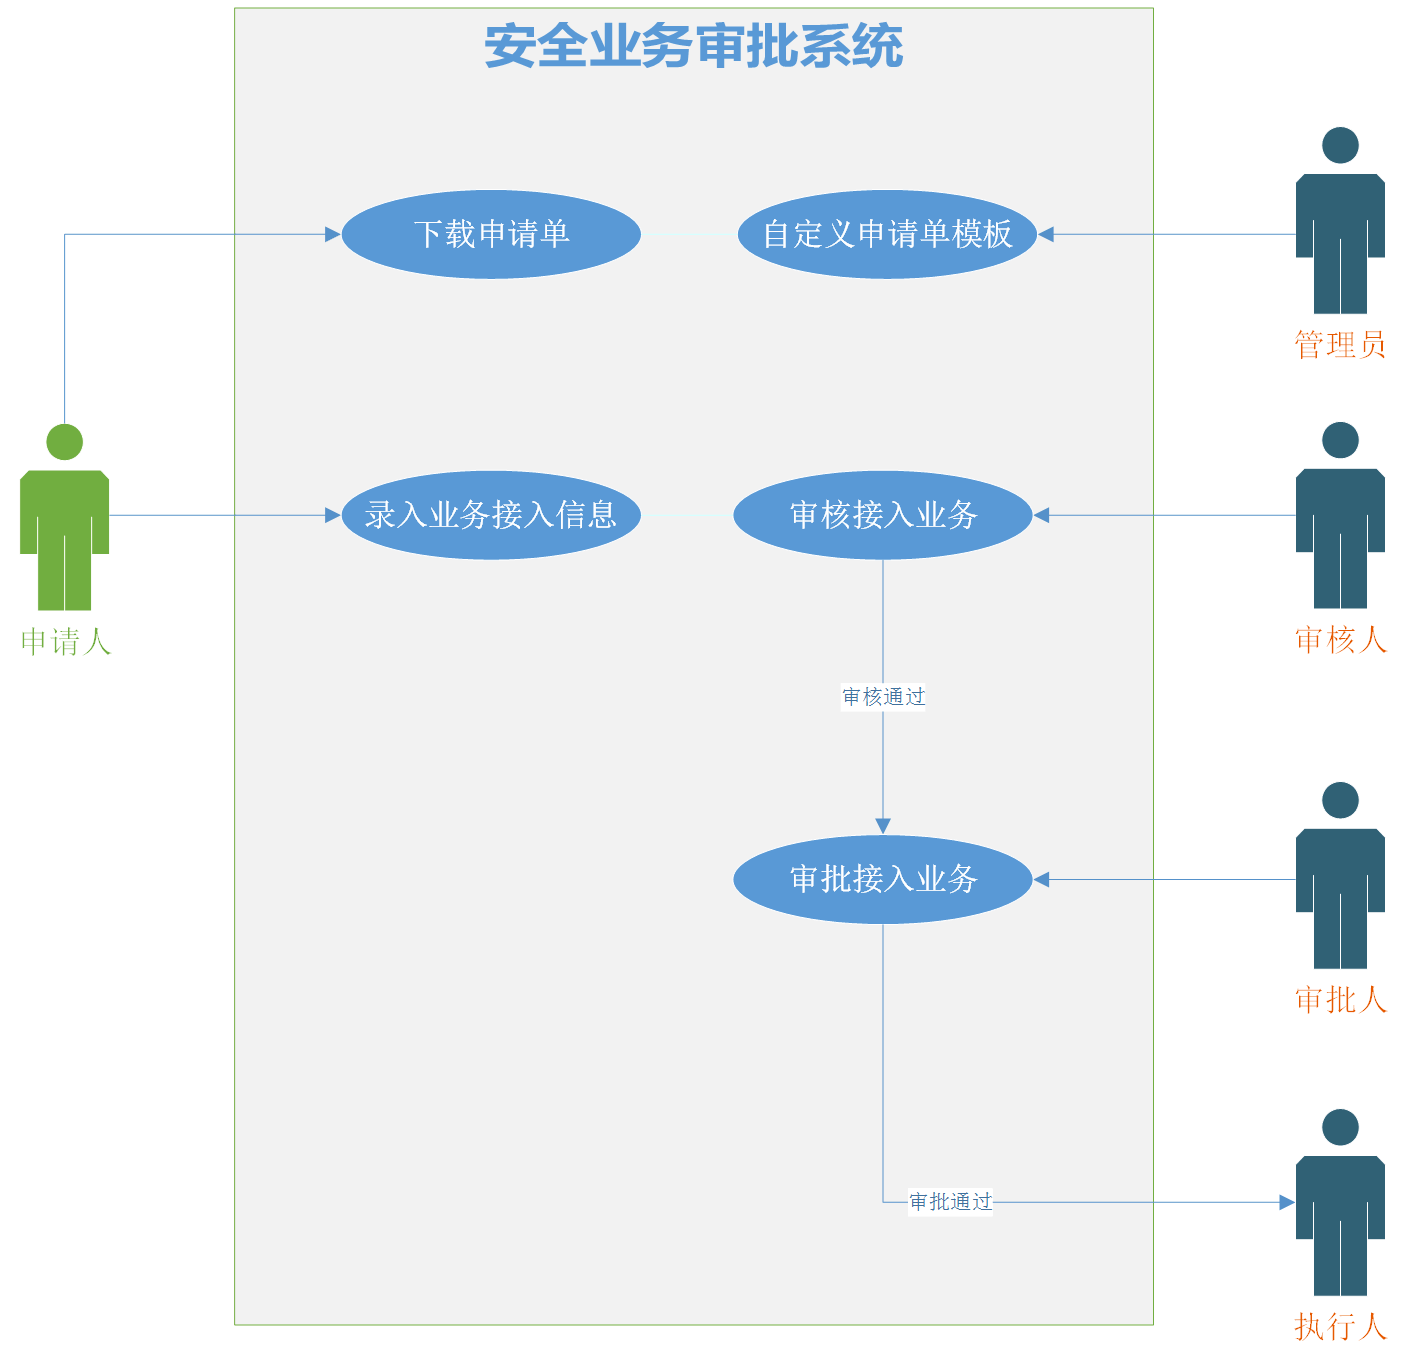 安全业务审批系统
下载申请单
自定义申请单模板
管理员
录入业务接入信息
审核接入业务
申请人
审核人
审核通过
审批接入业务
审批人
审批通过
执行人